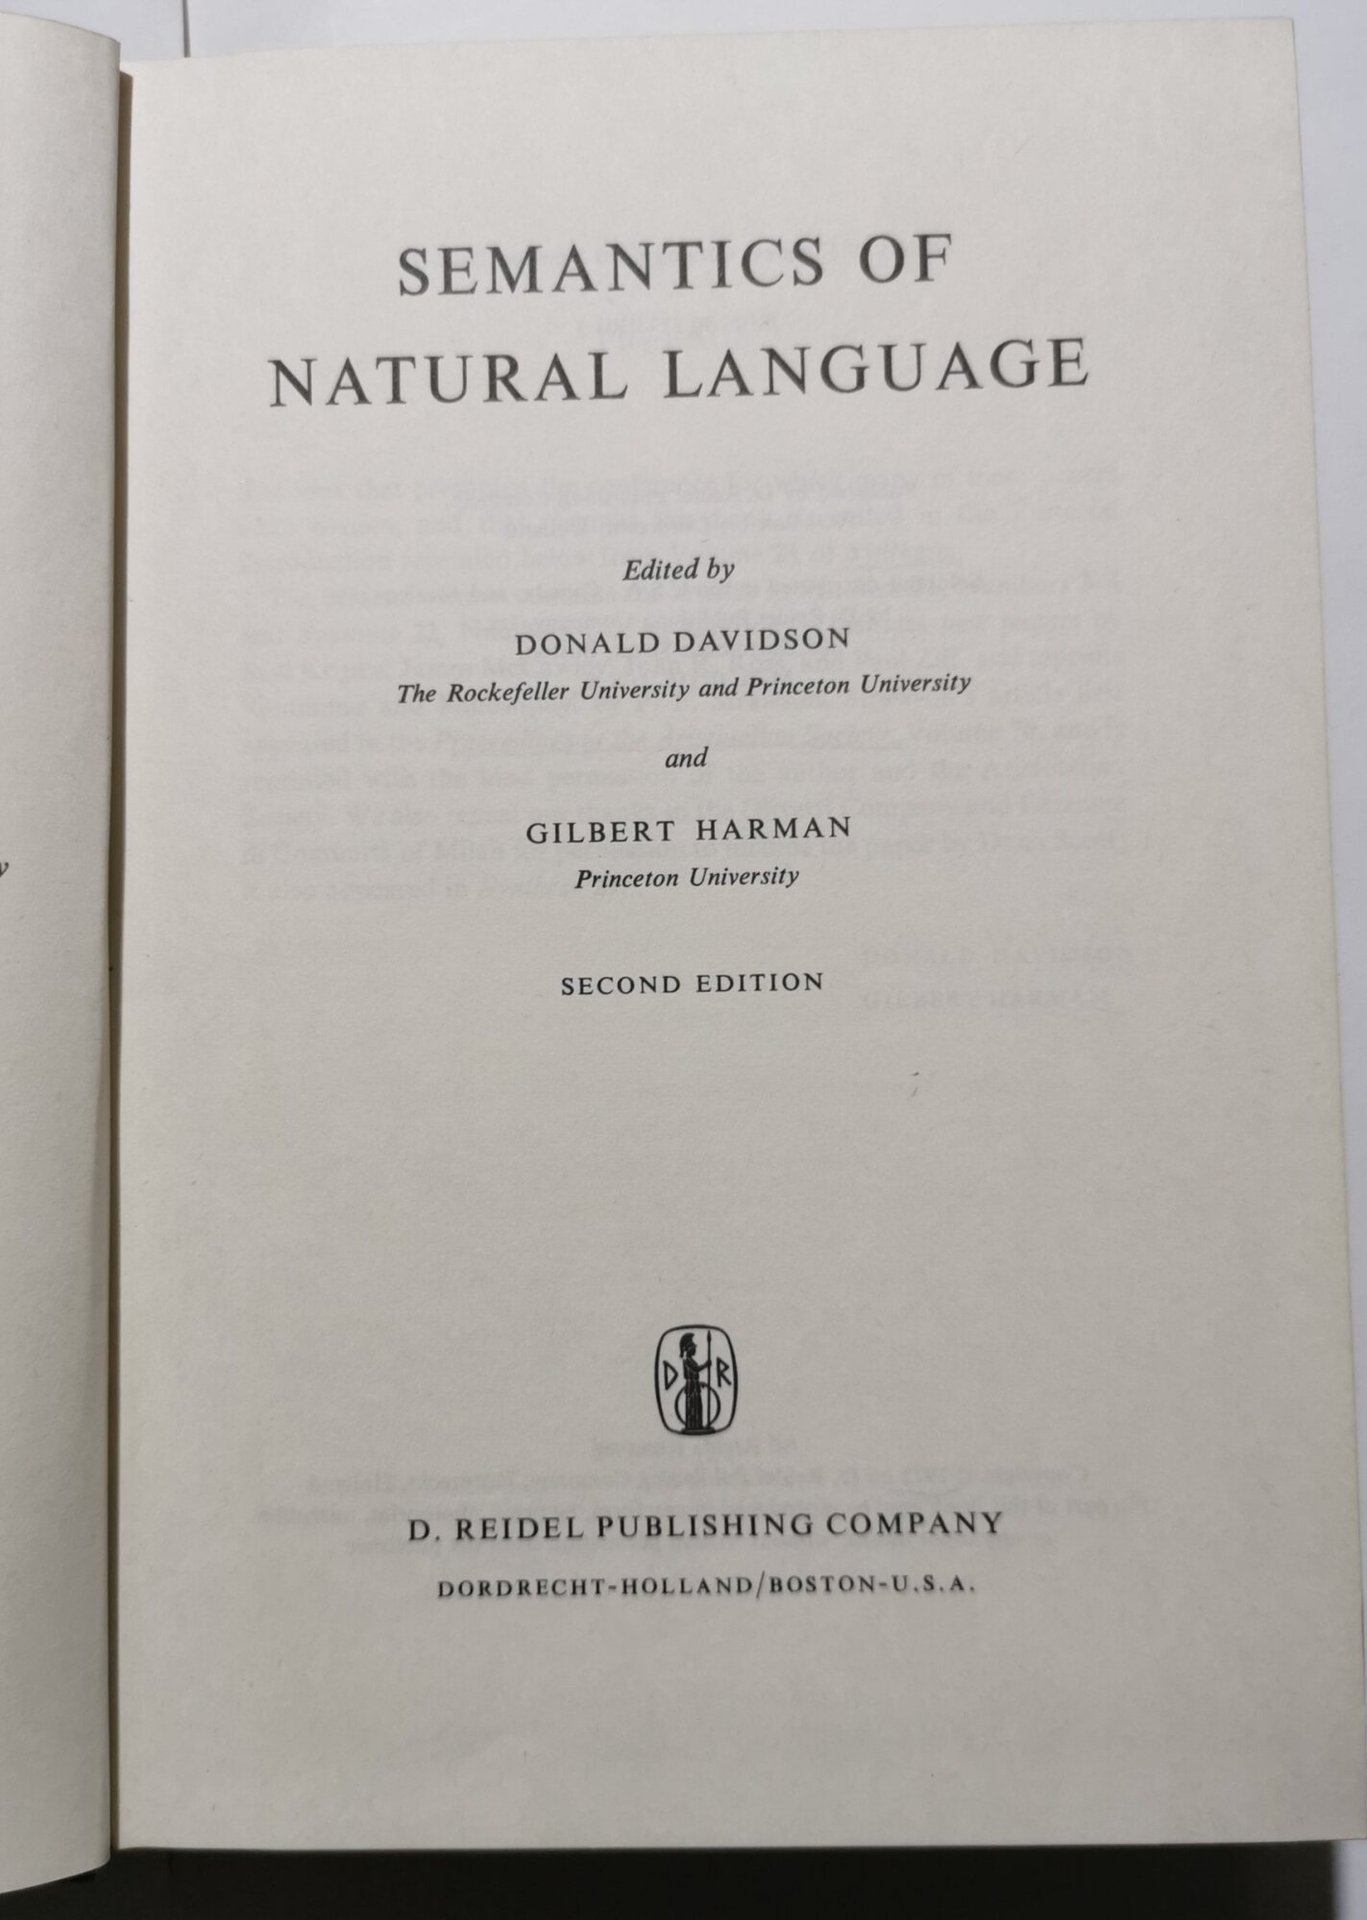 SEMANTICS OF
NATURAL LANGUAGE
Edited by
DONALD DAVIDSON
The Rockefeller University and Princeton University
and
GILBERT HARMAN
Princeton University
SECOND EDITION
D R
D. REIDEL PUBLISHING COMPANY
DORDRECHT-HOLLAND/BOSTON-U.S.A.